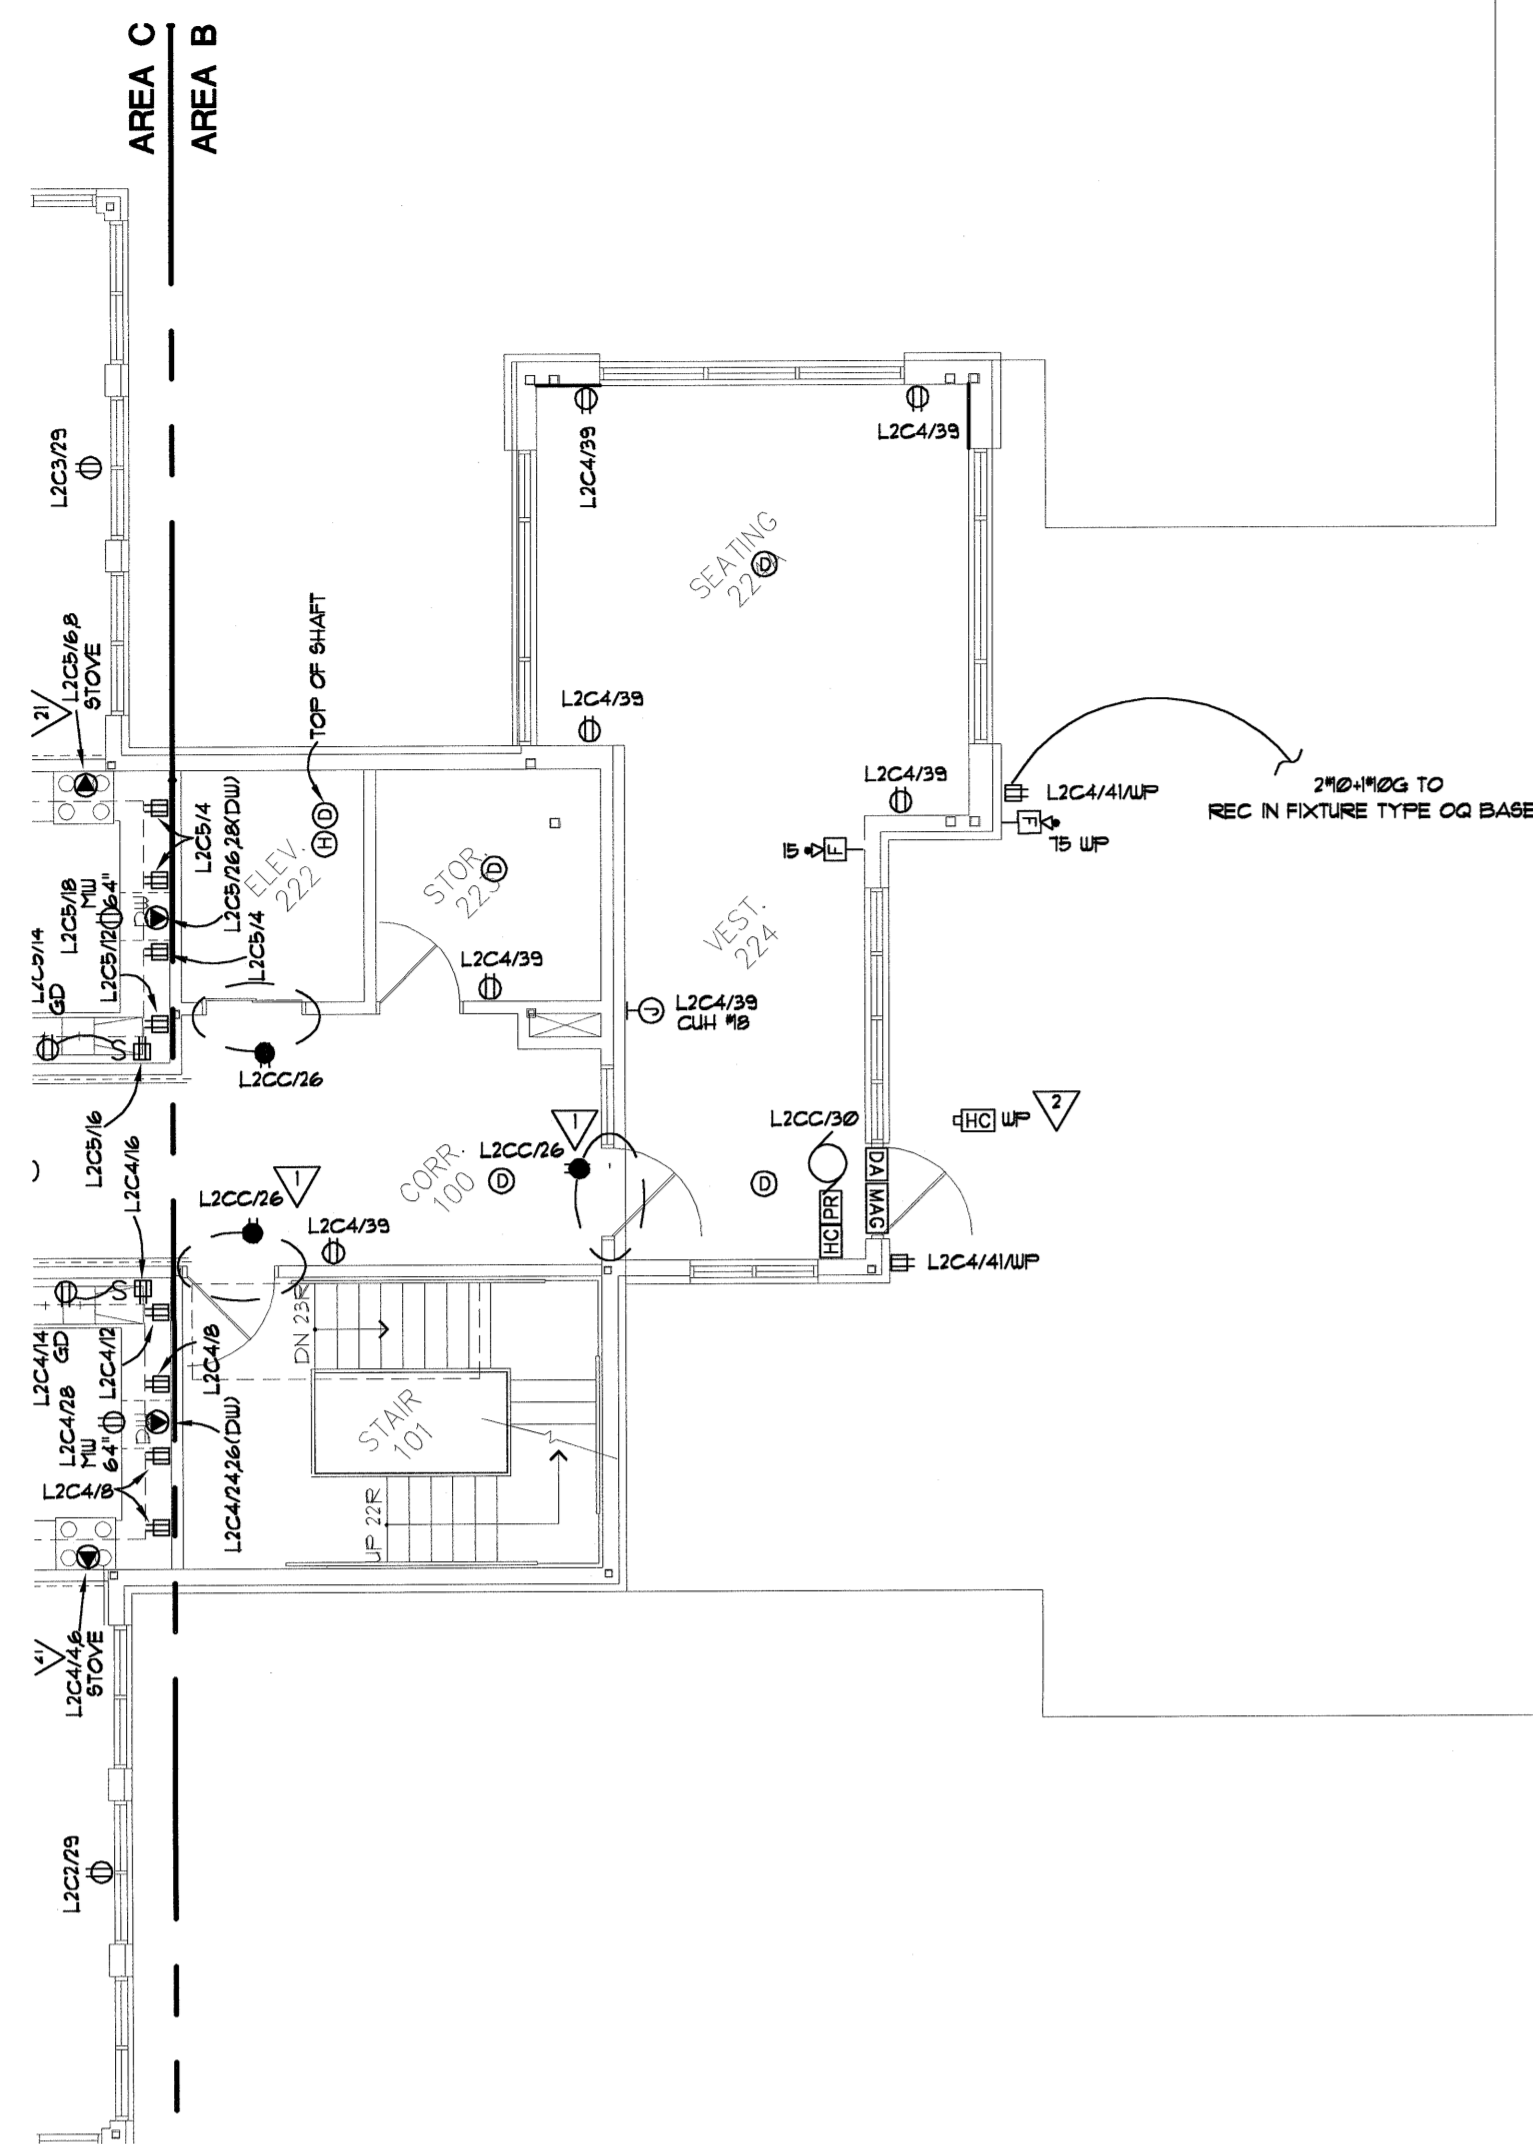 AREA C
AREA B
L2C3/29
L2C4/39
L2C4/39
SEATING
L2C5/6,8
STOVE
21
TOP OF SHAFT
D
L2C4/39
L2C4/39
L2C4/41/WP
2#10+1#10G TO
REC IN FIXTURE TYPE OQ BASE
F
75 WP
15
F
L2C5/4
L2C5/26,28(DW)
L2C5/4
D
H
ELEV.
222
STOR.
D
VEST.
224
L2C5/18
MW
64"
DW
L2C5/12
L2C5/14
GD
S
L2C4/39
J
L2C4/39
CUH #18
L2CC/26
L2C5/16
L2C4/16
L2CC/26
1
L2CC/26
1
CORR.
100
D
L2C4/39
L2CC/30
D
HC
PR
DA
MAG
HC
WP
2
L2C4/41/WP
S
L2C4/14
GD
L2C4/12
L2C4/8
L2C4/28
MW
64"
L2C4/8
L2C4/24,26(DW)
DN 23R
STAIR
101
UP 22R
L2C4/4,6
STOVE
21
L2C2/29